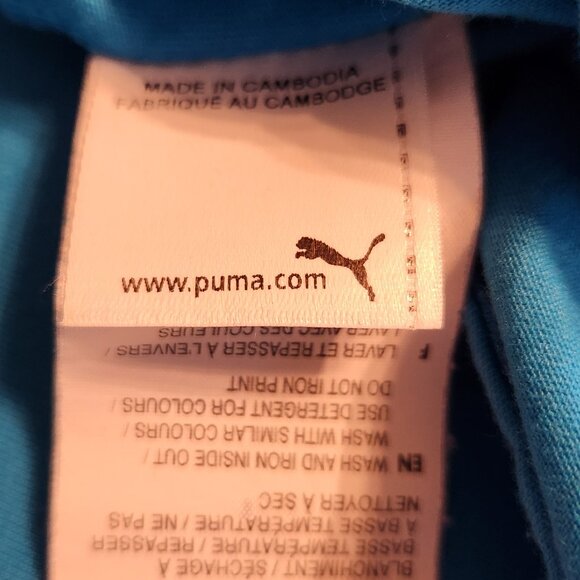 MADE IN CAMBODIA
FABRIQUÉ AU CAMBODGE
www.puma.com
SÉCHAGE À
BASSE TEMPÉRATURE / REPASSER
À BASSE TEMPÉRATURE / NE PAS
NETTOYER À SEC
EN WASH AND IRON INSIDE OUT /
WASH WITH SIMILAR COLOURS /
USE DETERGENT FOR COLOURS /
DO NOT IRON PRINT
F LAVER ET REPASSER À L'ENVERS /
LAVER AVEC DES COULEURS